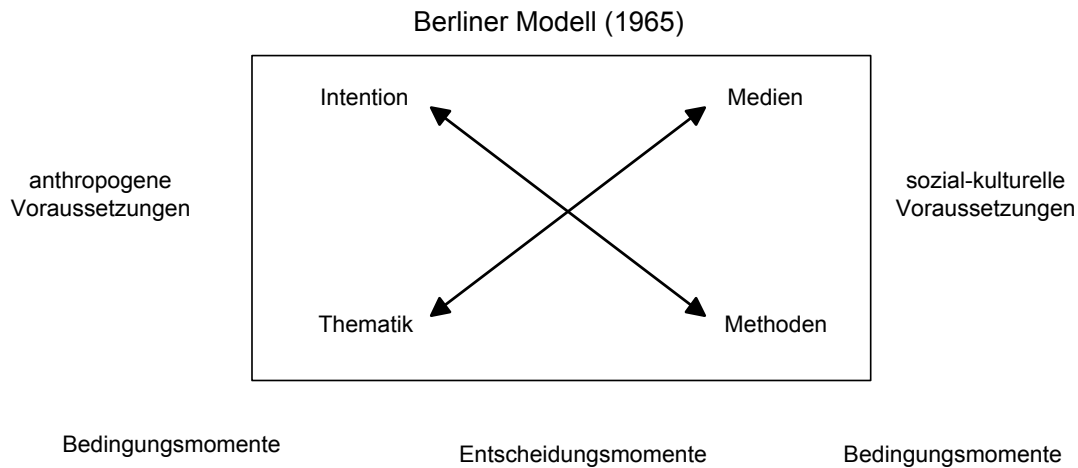 Berliner Modell (1965)
Intention
Medien
anthropogene
Voraussetzungen
sozial-kulturelle
Voraussetzungen
Thematik
Methoden
Bedingungsmomente
Entscheidungsmomente
Bedingungsmomente